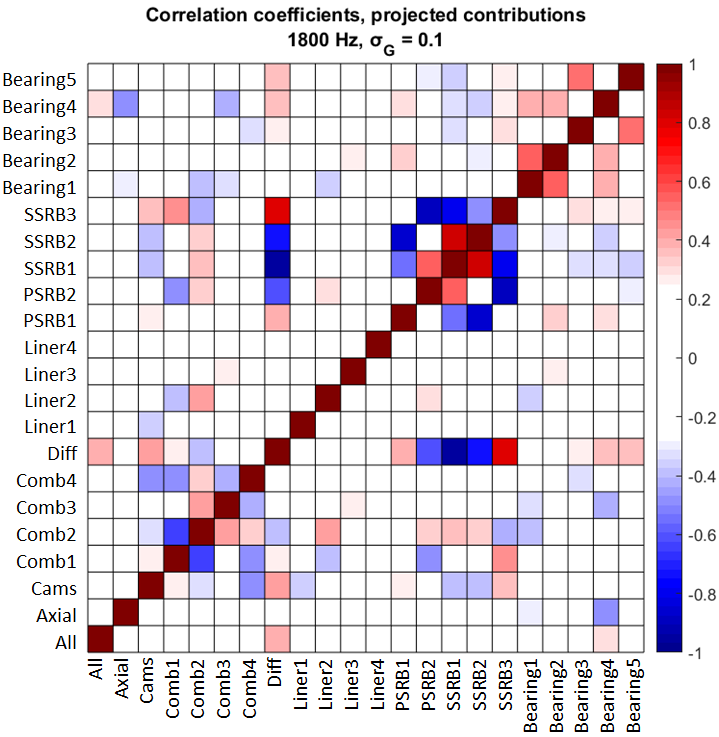 Correlation coefficients, projected contributions
1800 Hz, σG = 0.1
Bearing5
Bearing4
Bearing3
Bearing2
Bearing1
SSRB3
SSRB2
SSRB1
PSRB2
PSRB1
Liner4
Liner3
Liner2
Liner1
Diff
Comb4
Comb3
Comb2
Comb1
Cams
Axial
All
All
Axial
Cams
Comb1
Comb2
Comb3
Comb4
Diff
Liner1
Liner2
Liner3
Liner4
PSRB1
PSRB2
SSRB1
SSRB2
SSRB3
Bearing1
Bearing2
Bearing3
Bearing4
Bearing5
1
0.8
0.6
0.4
0.2
0
-0.2
-0.4
-0.6
-0.8
-1